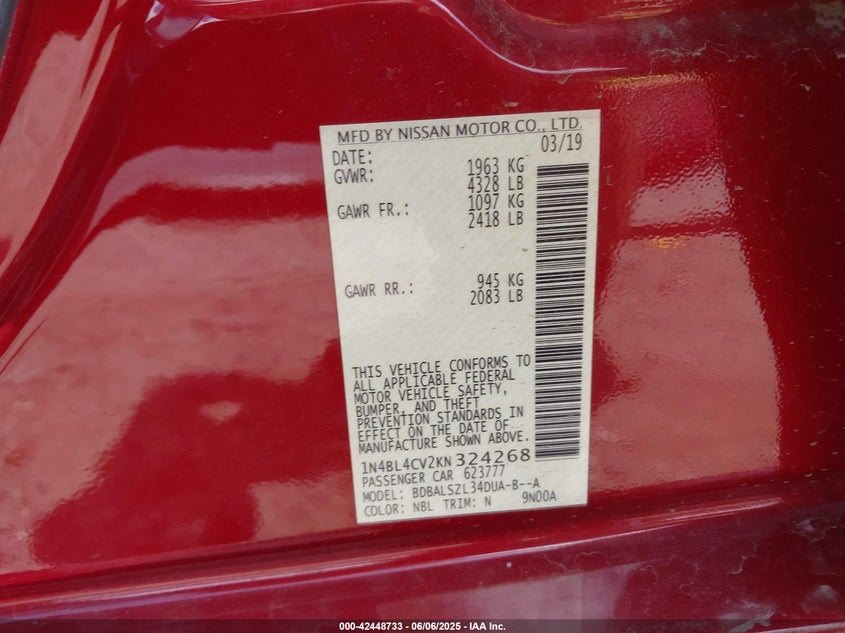 MFD BY NISSAN MOTOR CO., LTD.
DATE: 03/19
GVWR: 1963 KG
4328 LB
GAWR FR.: 1097 KG
2418 LB
GAWR RR.: 945 KG
2083 LB
THIS VEHICLE CONFORMS TO
ALL APPLICABLE FEDERAL
MOTOR VEHICLE SAFETY,
BUMPER, AND THEFT
PREVENTION STANDARDS IN
EFFECT ON THE DATE OF
MANUFACTURE SHOWN ABOVE.
1N4BL4CV2KN324268
PASSENGER CAR 623777
MODEL: BDBALSZL34DUA-B--A
COLOR: NBL TRIM: N 9N00A
000-42448733 - 06/06/2025 - IAA Inc.